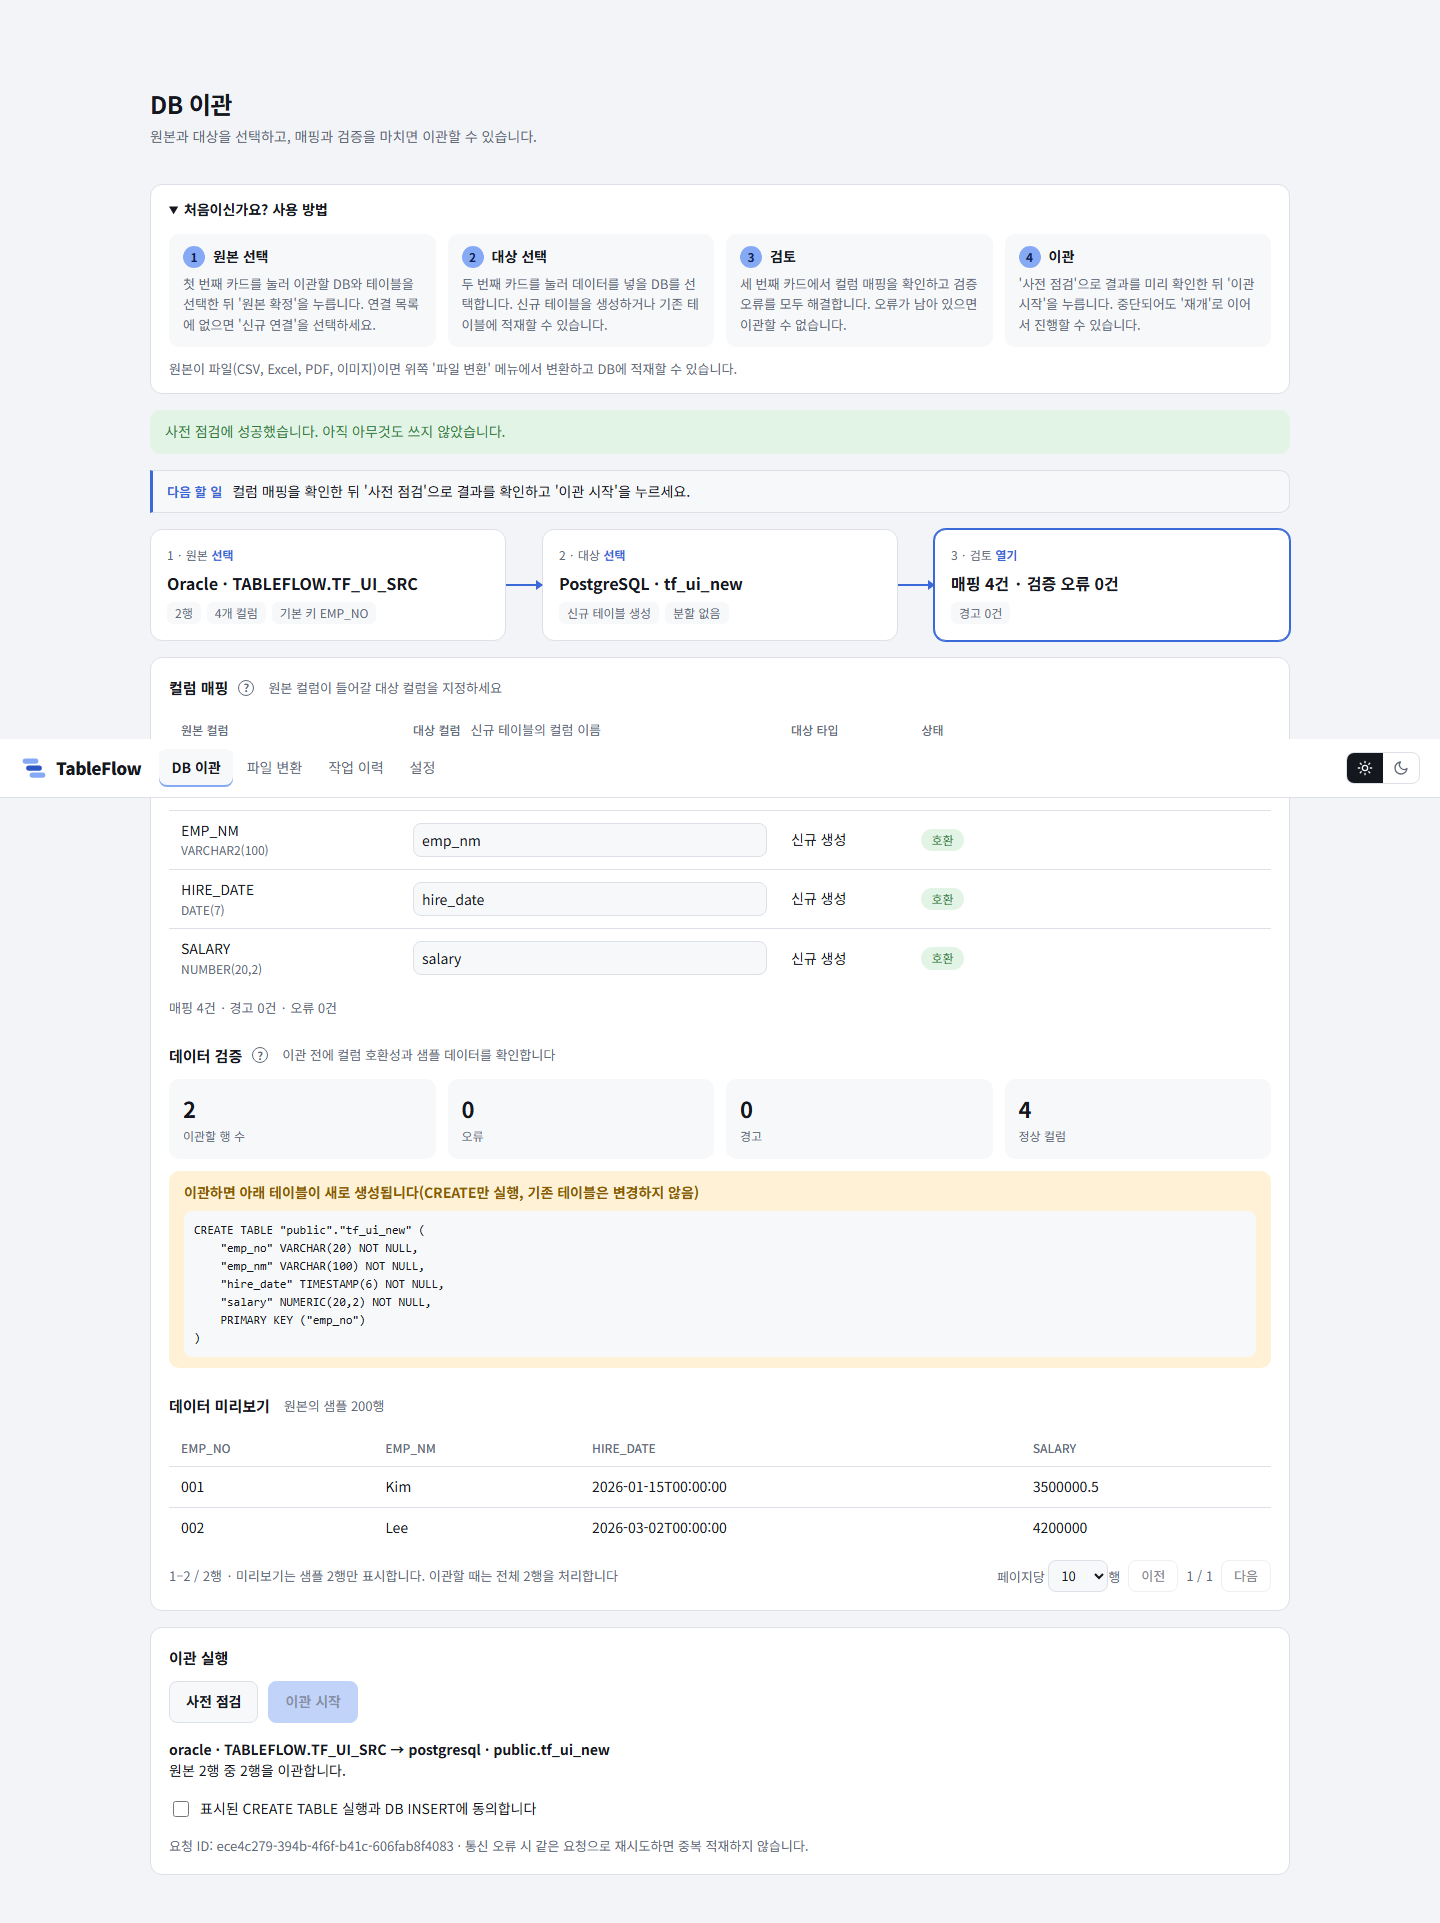 DB 이관
원본과 대상을 선택하고, 매핑과 검증을 마치면 이관할 수 있습니다.
▼ 처음이신가요? 사용 방법
1 원본 선택
첫 번째 카드를 눌러 이관할 DB와 테이블을
선택한 뒤 '원본 확정'을 누릅니다. 연결 목록
에 없으면 '신규 연결'을 선택하세요.
2 대상 선택
두 번째 카드를 눌러 데이터를 넣을 DB를 선
택합니다. 신규 테이블을 생성하거나 기존 테
이블에 적재할 수 있습니다.
3 검토
세 번째 카드에서 컬럼 매핑을 확인하고 검증
오류를 모두 해결합니다. 오류가 남아 있으면
이관할 수 없습니다.
4 이관
'사전 점검'으로 결과를 미리 확인한 뒤 '이관
시작'을 누릅니다. 중단되어도 '재개'로 이어
서 진행할 수 있습니다.
원본이 파일(CSV, Excel, PDF, 이미지)이면 위쪽 '파일 변환' 메뉴에서 변환하고 DB에 적재할 수 있습니다.
사전 점검에 성공했습니다. 아직 아무것도 쓰지 않았습니다.
다음 할 일 컬럼 매핑을 확인한 뒤 '사전 점검'으로 결과를 확인하고 '이관 시작'을 누르세요.
1 · 원본 선택
Oracle · TABLEFLOW.TF_UI_SRC
2행 4개 컬럼 기본 키 EMP_NO
2 · 대상 선택
PostgreSQL · tf_ui_new
신규 테이블 생성 분할 없음
3 · 검토 열기
매핑 4건 · 검증 오류 0건
경고 0건
컬럼 매핑 ? 원본 컬럼이 들어갈 대상 컬럼을 지정하세요
원본 컬럼 대상 컬럼 신규 테이블의 컬럼 이름 대상 타입 상태
TableFlow DB 이관 파일 변환 작업 이력 설정
EMP_NM emp_nm 신규 생성 호환
VARCHAR2(100)
HIRE_DATE hire_date 신규 생성 호환
DATE(7)
SALARY salary 신규 생성 호환
NUMBER(20,2)
매핑 4건 · 경고 0건 · 오류 0건
데이터 검증 ? 이관 전에 컬럼 호환성과 샘플 데이터를 확인합니다
2 0 0 4
이관할 행 수 오류 경고 정상 컬럼
이관하면 아래 테이블이 새로 생성됩니다(CREATE만 실행, 기존 테이블은 변경하지 않음)
CREATE TABLE "public"."tf_ui_new" (
"emp_no" VARCHAR(20) NOT NULL,
"emp_nm" VARCHAR(100) NOT NULL,
"hire_date" TIMESTAMP(6) NOT NULL,
"salary" NUMERIC(20,2) NOT NULL,
PRIMARY KEY ("emp_no")
)
데이터 미리보기 원본의 샘플 200행
EMP_NO EMP_NM HIRE_DATE SALARY
001 Kim 2026-01-15T00:00:00 3500000.5
002 Lee 2026-03-02T00:00:00 4200000
1–2 / 2행 · 미리보기는 샘플 2행만 표시합니다. 이관할 때는 전체 2행을 처리합니다 페이지당 10 행 이전 1 / 1 다음
이관 실행
사전 점검 이관 시작
oracle · TABLEFLOW.TF_UI_SRC → postgresql · public.tf_ui_new
원본 2행 중 2행을 이관합니다.
표시된 CREATE TABLE 실행과 DB INSERT에 동의합니다
요청 ID: ece4c279-394b-4f6f-b41c-606fab8f4083 · 통신 오류 시 같은 요청으로 재시도하면 중복 적재하지 않습니다.